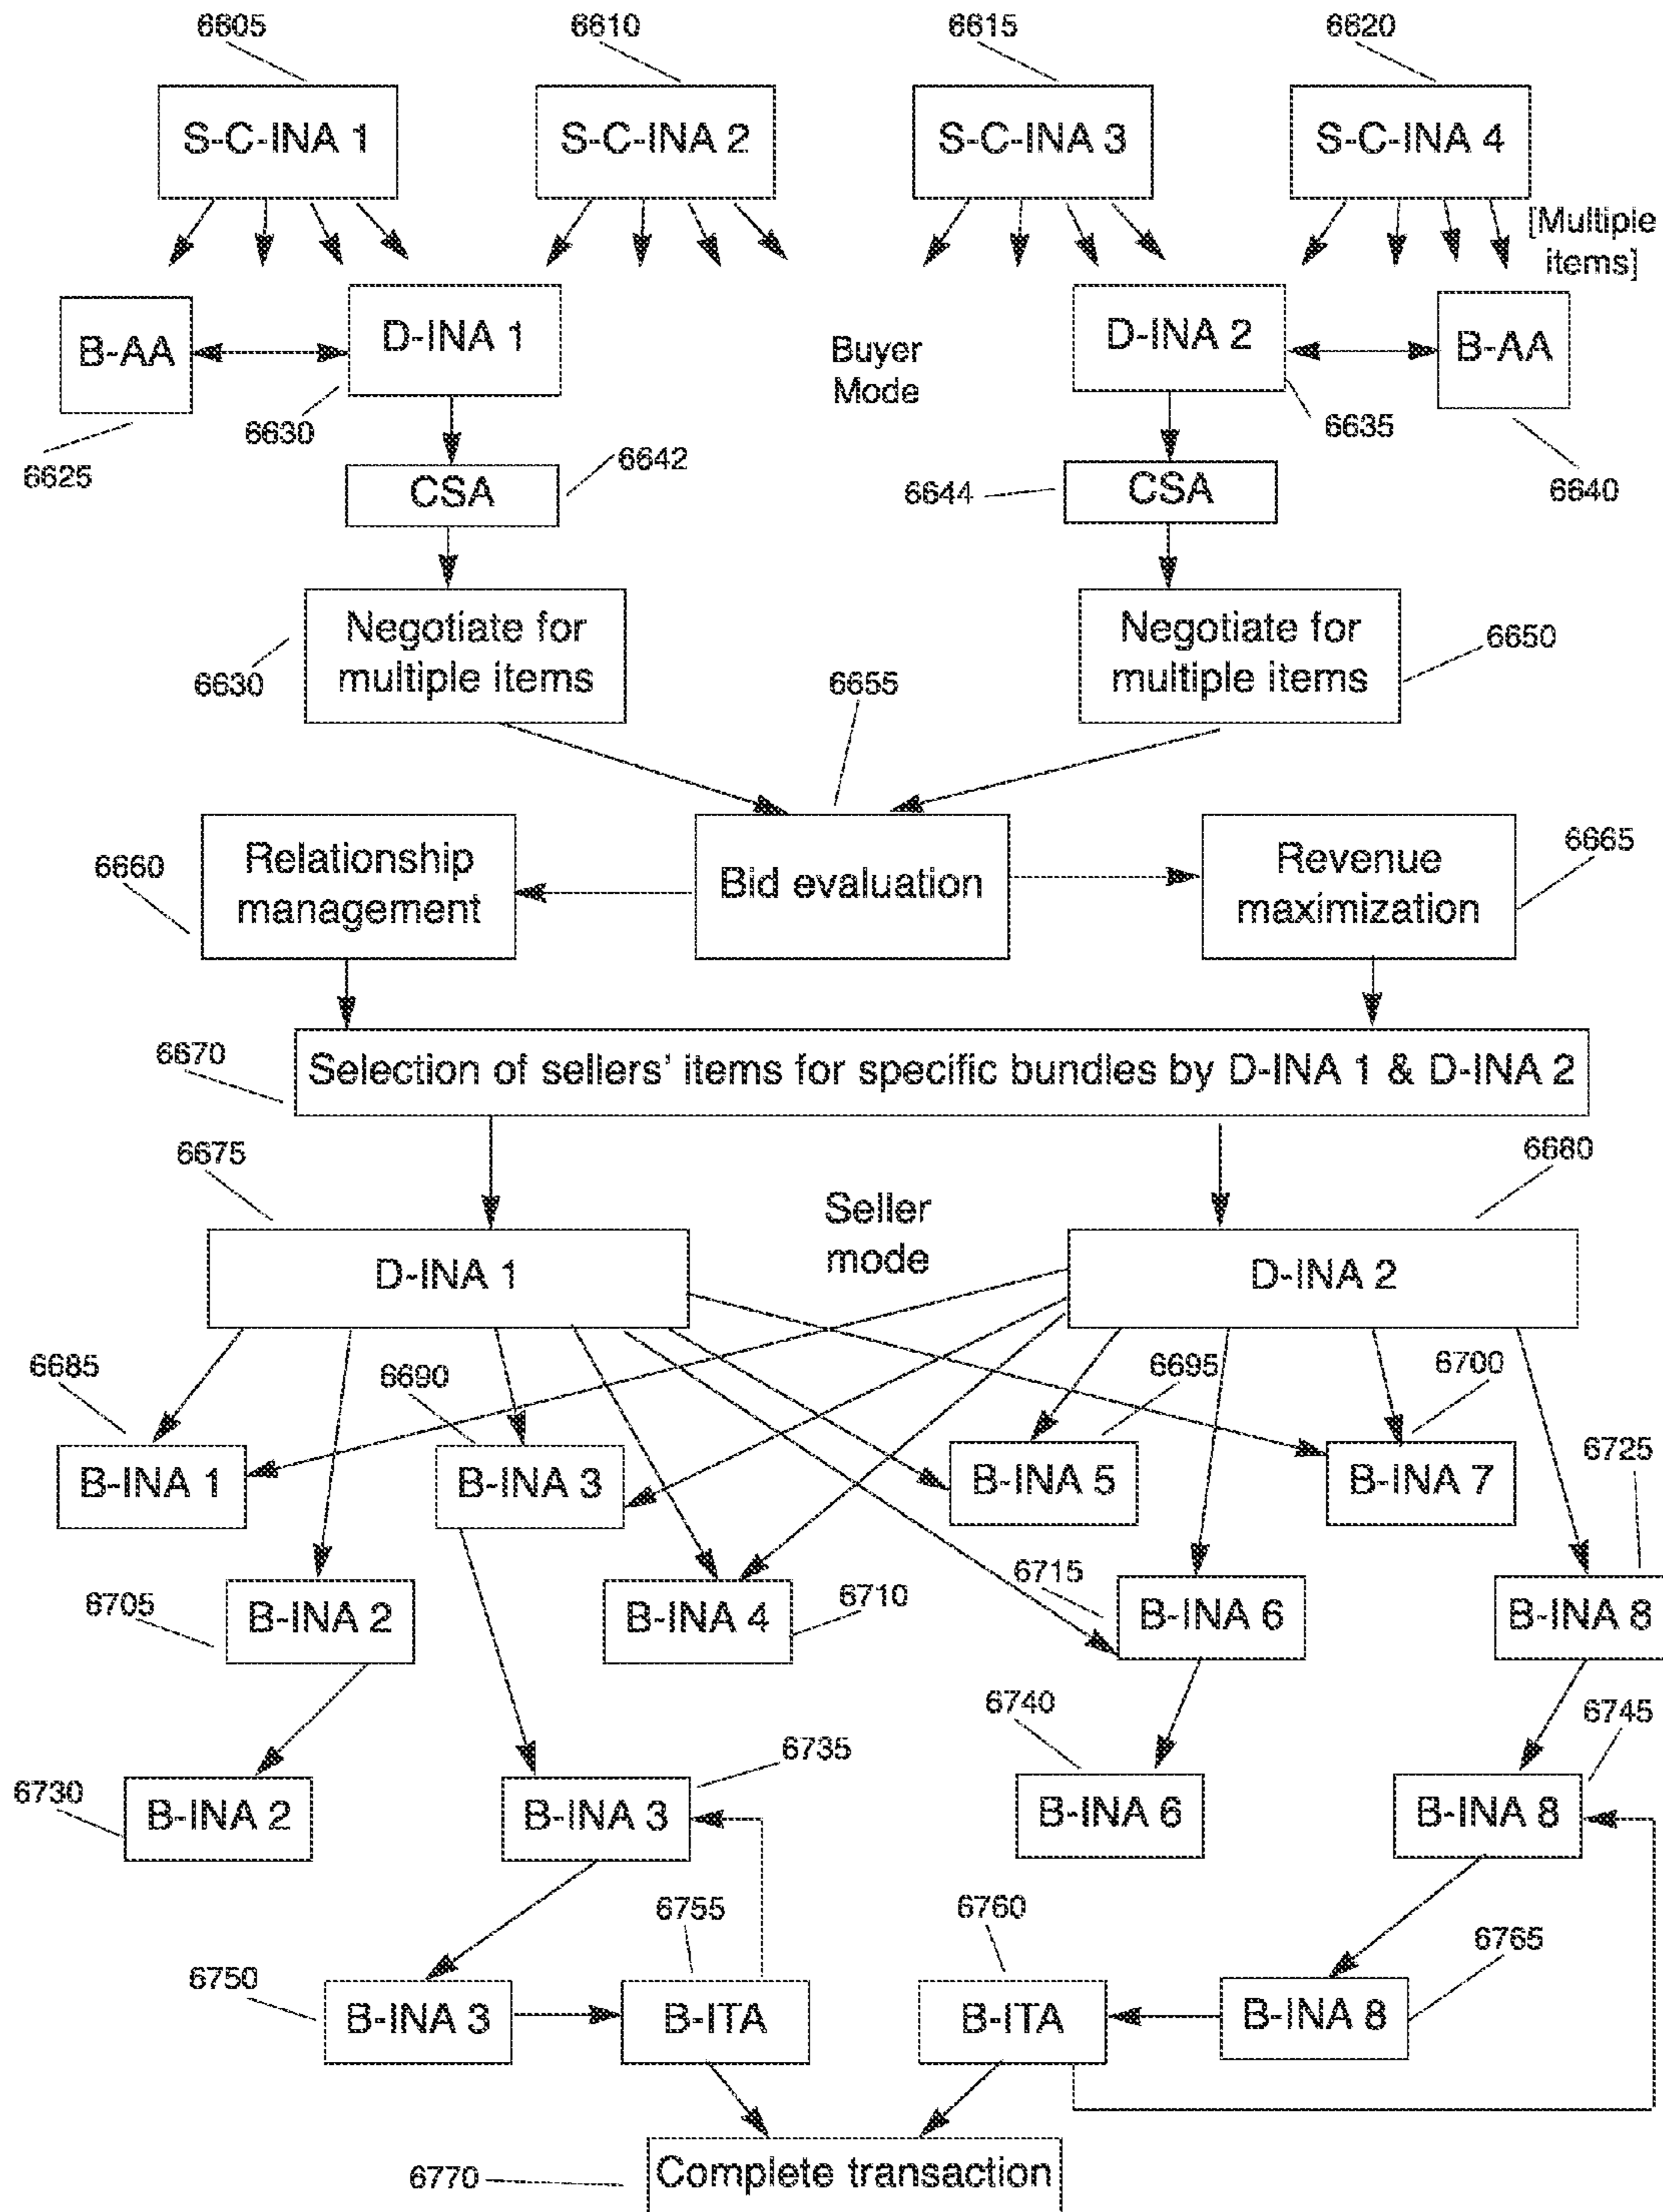 6605
6610
6615
6620
S-C-INA 1
S-C-INA 2
S-C-INA 3
S-C-INA 4
[Multiple
items]
B-AA
D-INA 1
Buyer
Mode
D-INA 2
B-AA
6625
6630
6635
6640
CSA
6642
6644
CSA
Negotiate for
multiple items
6630
6655
Negotiate for
multiple items
6650
6660
Relationship
management
Bid evaluation
Revenue
maximization
6665
6670
Selection of sellers' items for specific bundles by D-INA 1 & D-INA 2
6675
Seller
mode
6680
D-INA 1
D-INA 2
6685
6690
6695
6700
B-INA 1
B-INA 3
B-INA 5
B-INA 7
6725
6705
B-INA 2
B-INA 4
6710
6715
B-INA 6
B-INA 8
6730
B-INA 2
B-INA 3
6735
6740
B-INA 6
B-INA 8
6745
6750
B-INA 3
6755
B-ITA
6760
B-ITA
B-INA 8
6765
6770
Complete transaction